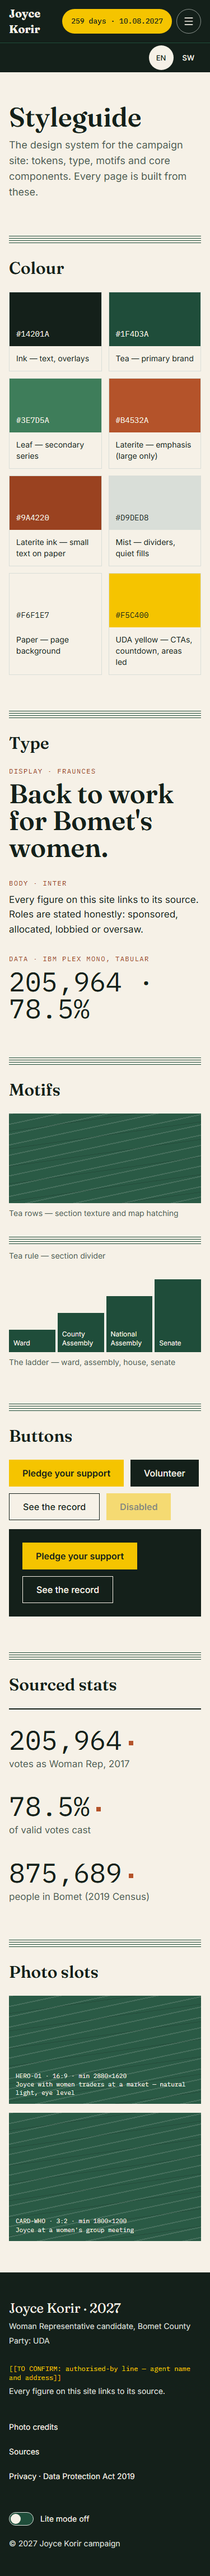 Joyce
Korir
259 days · 10.08.2027
EN
SW
Styleguide
The design system for the campaign
site: tokens, type, motifs and core
components. Every page is built from
these.
Colour
#14201A
#1F4D3A
Ink — text, overlays
Tea — primary brand
#3E7D5A
#B4532A
Leaf — secondary
series
Laterite — emphasis
(large only)
#9A4220
#D9DED8
Laterite ink — small
text on paper
Mist — dividers,
quiet fills
#F6F1E7
#F5C400
Paper — page
background
UDA yellow — CTAs,
countdown, areas
led
Type
DISPLAY · FRAUNCES
Back to work
for Bomet's
women.
BODY · INTER
Every figure on this site links to its source.
Roles are stated honestly: sponsored,
allocated, lobbied or oversaw.
DATA · IBM PLEX MONO, TABULAR
205,964 ·
78.5%
Motifs
Tea rows — section texture and map hatching
Tea rule — section divider
Ward
County
Assembly
National
Assembly
Senate
The ladder — ward, assembly, house, senate
Buttons
Pledge your support
Volunteer
See the record
Disabled
Pledge your support
See the record
Sourced stats
205,964
votes as Woman Rep, 2017
78.5%
of valid votes cast
875,689
people in Bomet (2019 Census)
Photo slots
HERO-01 · 16:9 · min 2880×1620
Joyce with women traders at a market — natural
light, eye level
CARD-WHO · 3:2 · min 1800×1200
Joyce at a women's group meeting
Joyce Korir · 2027
Woman Representative candidate, Bomet County
Party: UDA
[[TO CONFIRM: authorised-by line — agent name
and address]]
Every figure on this site links to its source.
Photo credits
Sources
Privacy · Data Protection Act 2019
Lite mode off
© 2027 Joyce Korir campaign